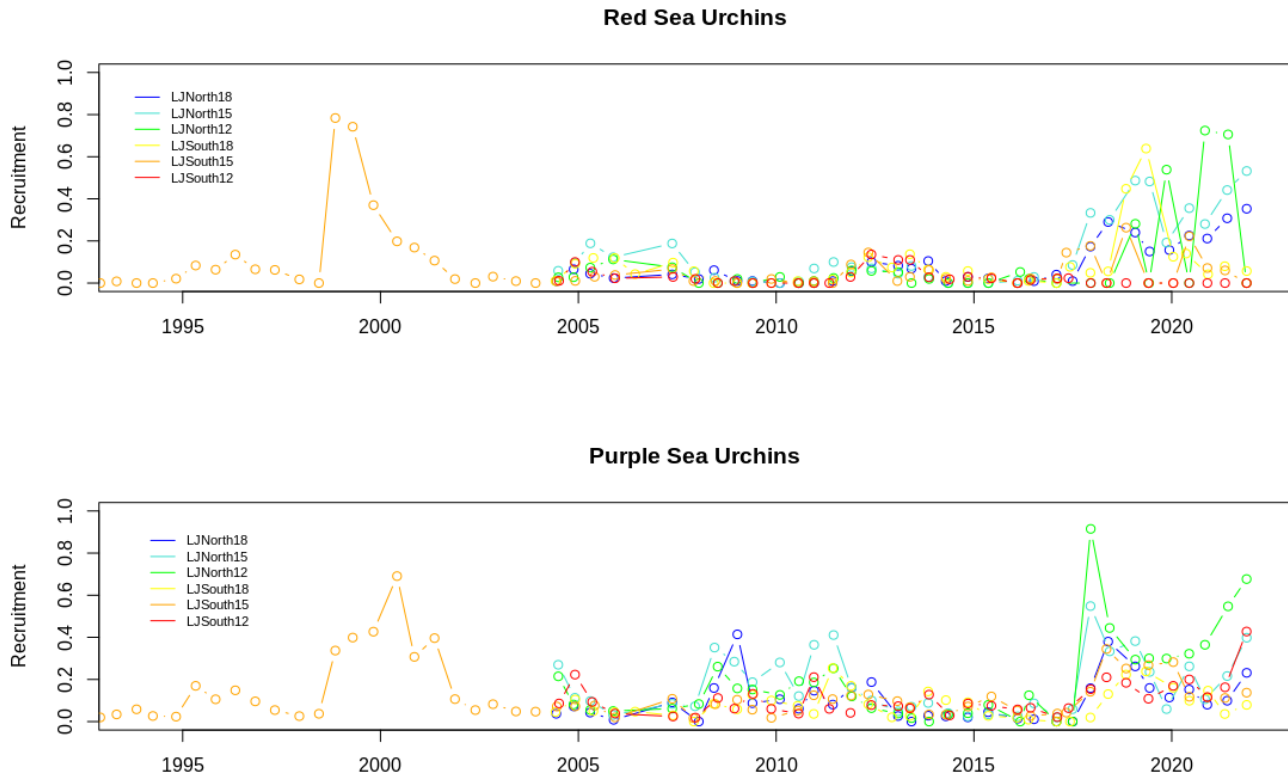 Red Sea Urchins
Recruitment
0.0 0.2 0.4 0.6 0.8 1.0
LJNorth18
LJNorth15
LJNorth12
LJSouth18
LJSouth15
LJSouth12
1995 2000 2005 2010 2015 2020
Purple Sea Urchins
Recruitment
0.0 0.2 0.4 0.6 0.8 1.0
LJNorth18
LJNorth15
LJNorth12
LJSouth18
LJSouth15
LJSouth12
1995 2000 2005 2010 2015 2020